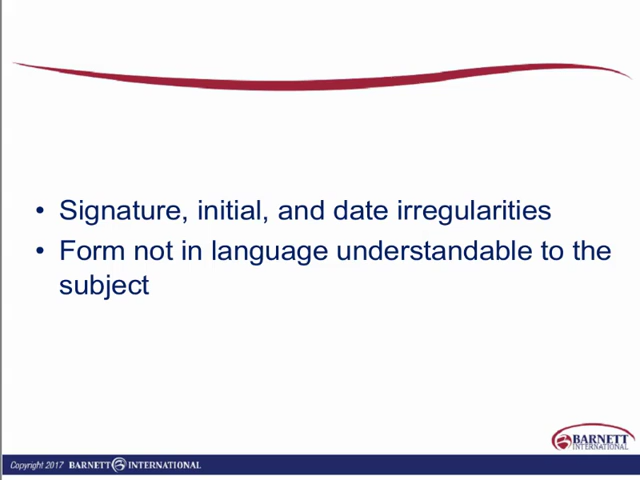 • Signature, initial, and date irregularities
• Form not in language understandable to the
subject
BARNETT
INTERNATIONAL
Copyright 2017 BARNETT INTERNATIONAL